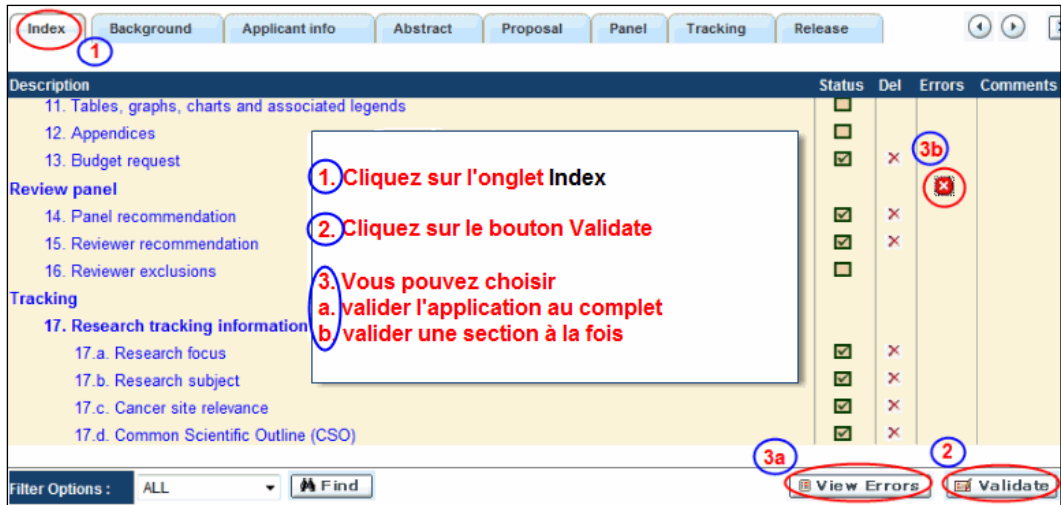 Index Background Applicant info Abstract Proposal Panel Tracking Release
1
Description Status Del Errors Comments
11. Tables, graphs, charts and associated legends
12. Appendices
13. Budget request
3b
Review panel
14. Panel recommendation
15. Reviewer recommendation
16. Reviewer exclusions
Tracking
17. Research tracking information
17.a. Research focus
17.b. Research subject
17.c. Cancer site relevance
17.d. Common Scientific Outline (CSO)
1. Cliquez sur l'onglet Index
2. Cliquez sur le bouton Validate
3. Vous pouvez choisir
a. valider l'application au complet
b. valider une section à la fois
3a 2
Filter Options : ALL Find View Errors Validate